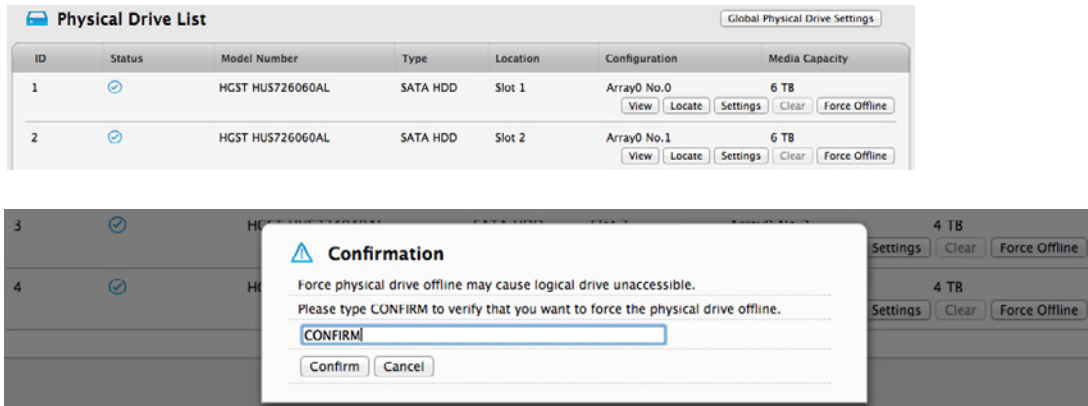 Physical Drive List Global Physical Drive Settings
ID Status Model Number Type Location Configuration Media Capacity
1 HGST HUS726060AL SATA HDD Slot 1 Array0 No.0 6 TB
View Locate Settings Clear Force Offline
2 HGST HUS726060AL SATA HDD Slot 2 Array0 No.1 6 TB
View Locate Settings Clear Force Offline
3 4 TB
Settings Clear Force Offline
Confirmation
Force physical drive offline may cause logical drive unaccessible.
4 4 TB
Please type CONFIRM to verify that you want to force the physical drive offline.
Settings Clear Force Offline
CONFIRM
Confirm Cancel